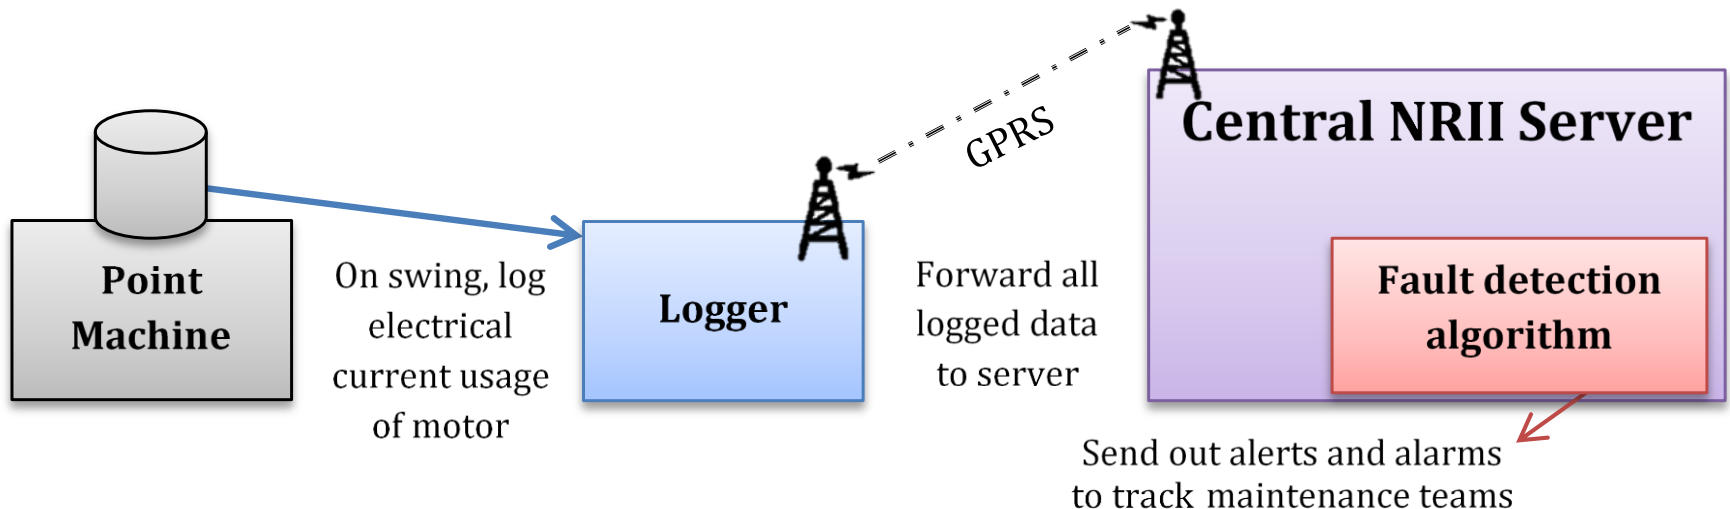 Point
Machine
On swing, log
electrical
current usage
of motor
Logger
GPRS
Forward all
logged data
to server
Central NRII Server
Fault detection
algorithm
Send out alerts and alarms
to track maintenance teams